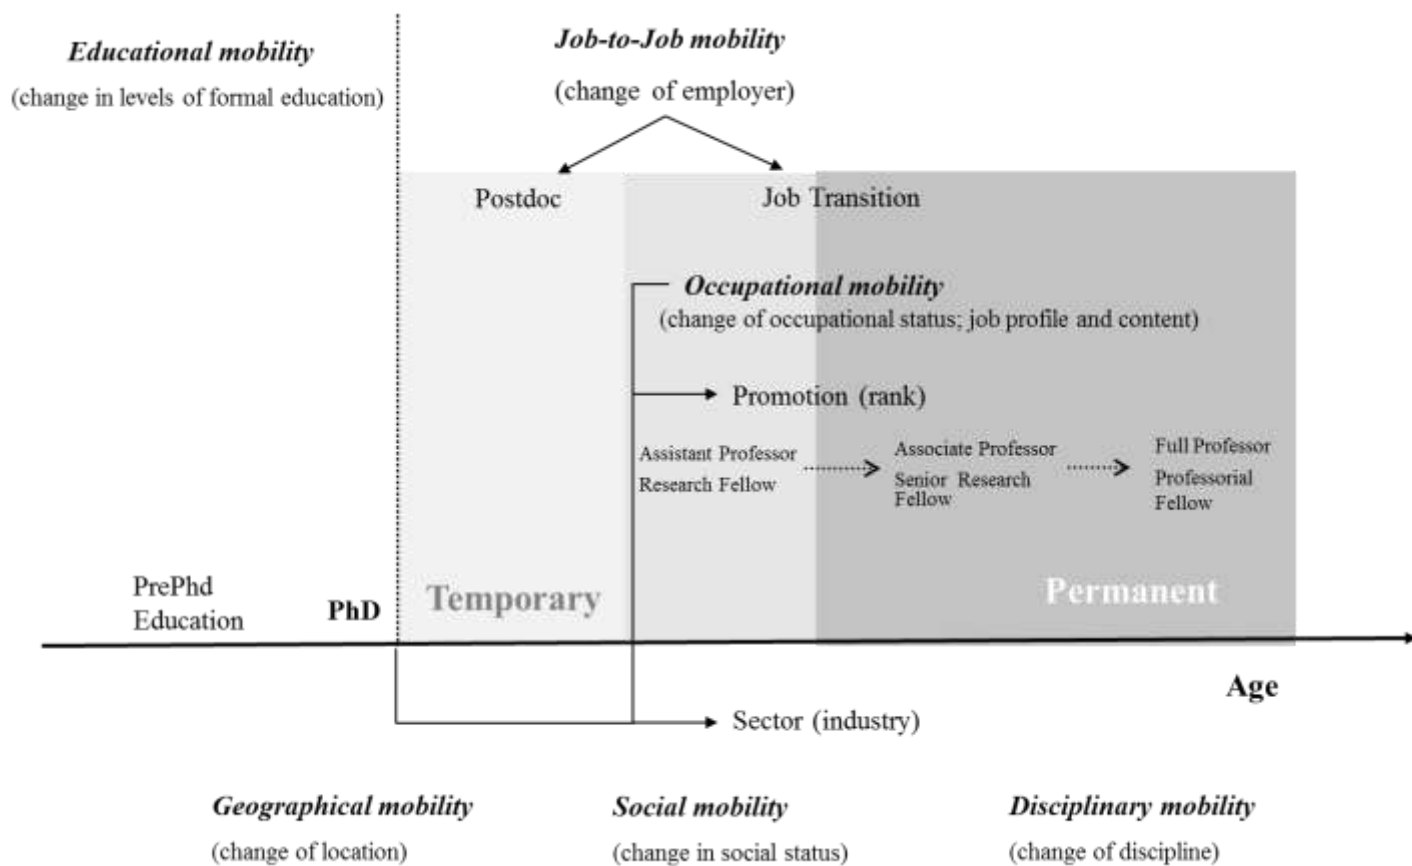 Educational mobility
(change in levels of formal education)
Job-to-Job mobility
(change of employer)
Postdoc
Job Transition
Occupational mobility
(change of occupational status; job profile and content)
Promotion (rank)
Assistant Professor
Research Fellow
Associate Professor
Senior Research
Fellow
Full Professor
Professorial
Fellow
PrePhd
Education
PhD
Temporary
Permanent
Age
Sector (industry)
Geographical mobility
(change of location)
Social mobility
(change in social status)
Disciplinary mobility
(change of discipline)